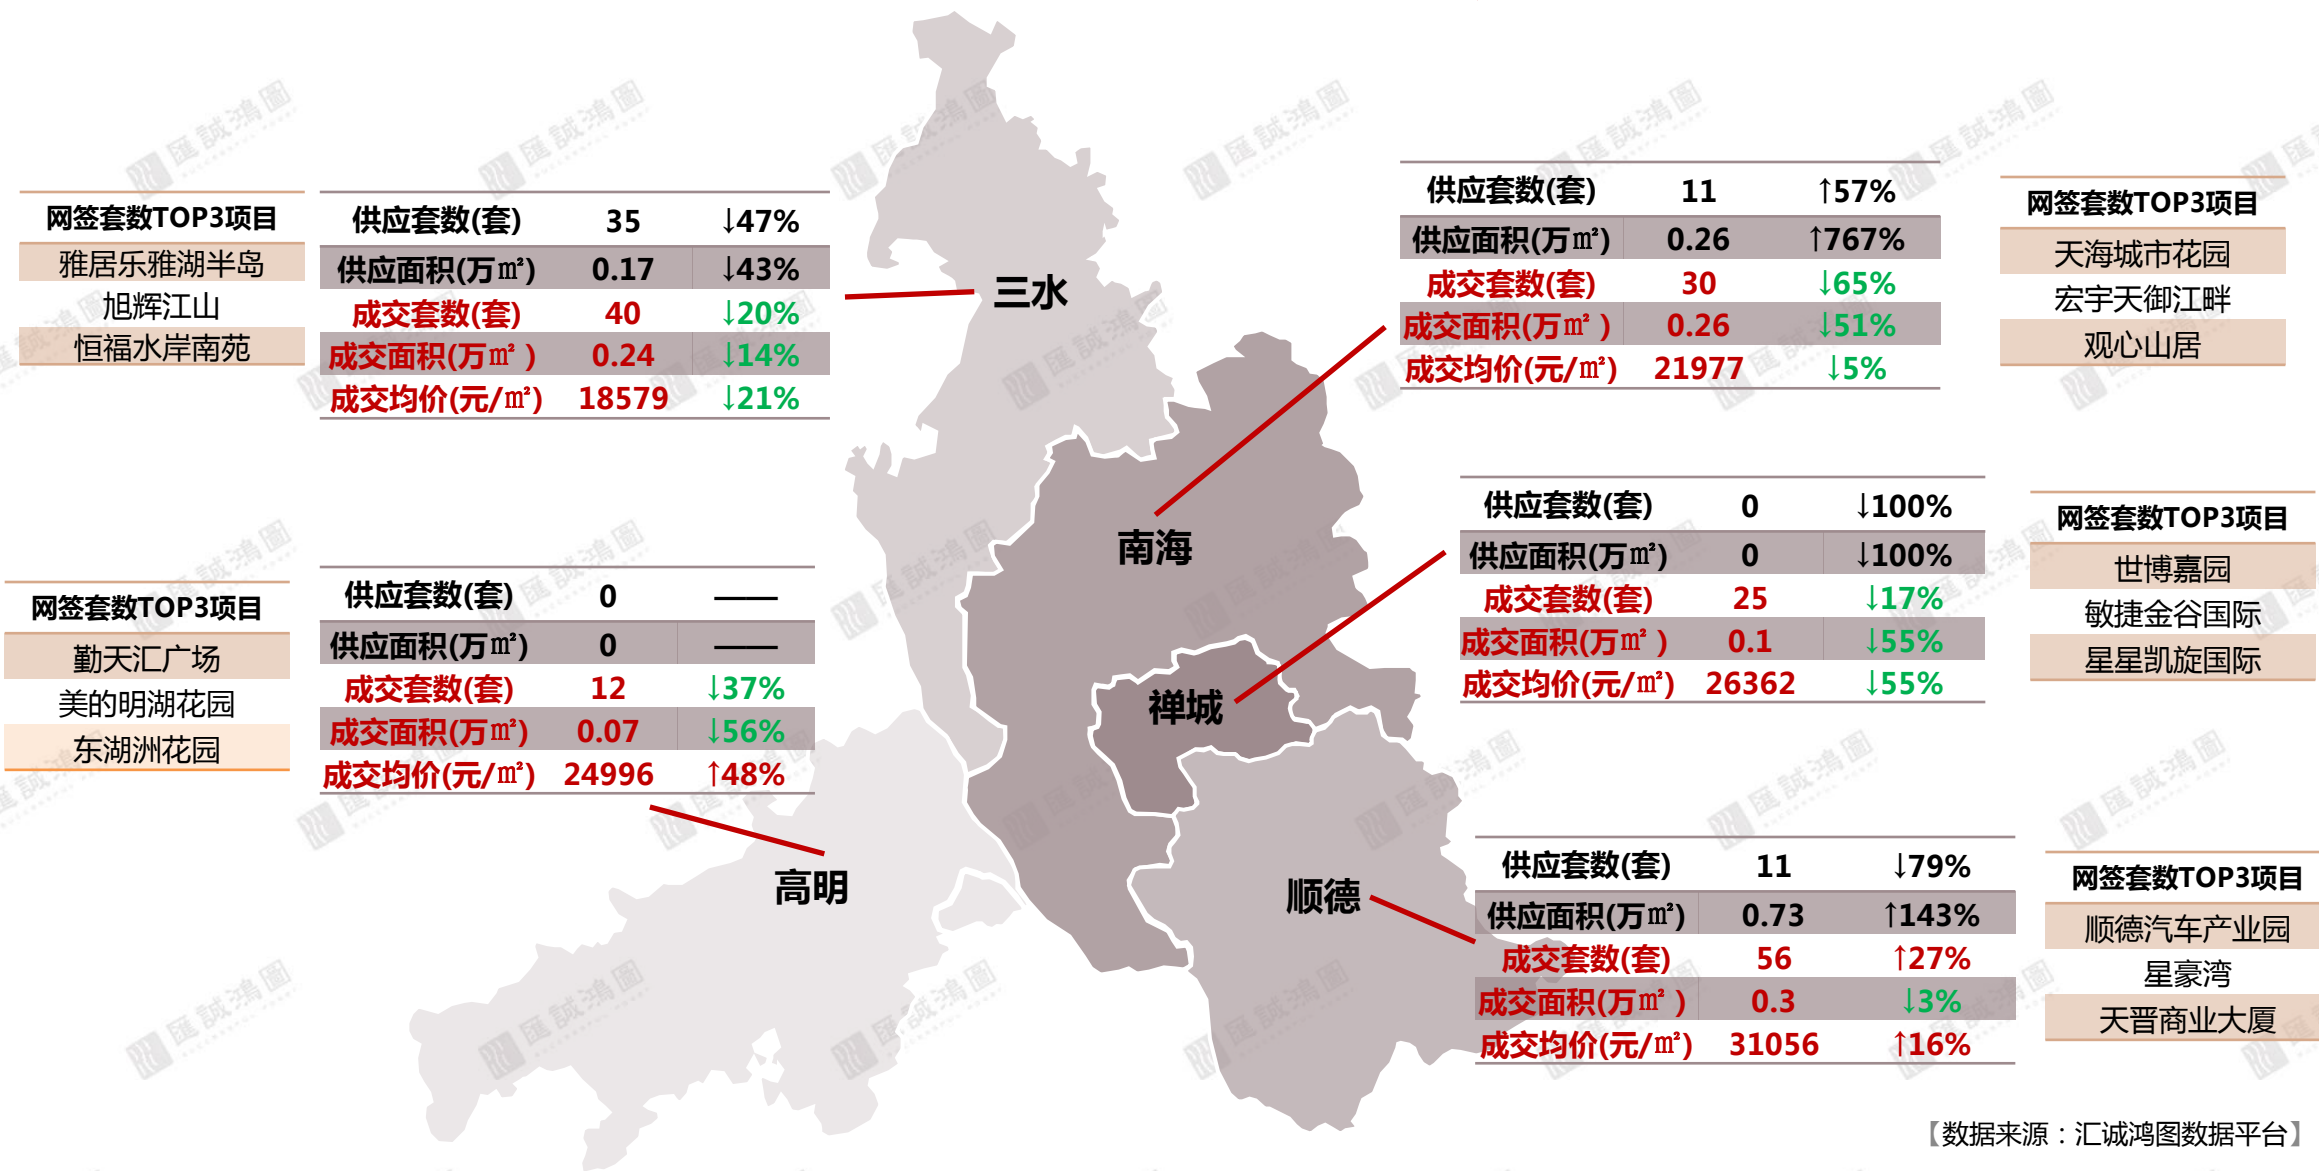 网签套数TOP3项目
雅居乐雅湖半岛
旭辉江山
恒福水岸南苑
供应套数(套) 35 ↓47%
供应面积(万㎡) 0.17 ↓43%
成交套数(套) 40 ↓20%
成交面积(万㎡ ) 0.24 ↓14%
成交均价(元/㎡) 18579 ↓21%
三水
供应套数(套) 11 ↑57%
供应面积(万㎡) 0.26 ↑767%
成交套数(套) 30 ↓65%
成交面积(万㎡ ) 0.26 ↓51%
成交均价(元/㎡) 21977 ↓5%
网签套数TOP3项目
天海城市花园
宏宇天御江畔
观心山居
南海
供应套数(套) 0 ↓100%
供应面积(万㎡) 0 ↓100%
成交套数(套) 25 ↓17%
成交面积(万㎡ ) 0.1 ↓55%
成交均价(元/㎡) 26362 ↓55%
网签套数TOP3项目
世博嘉园
敏捷金谷国际
星星凯旋国际
禅城
网签套数TOP3项目
勤天汇广场
美的明湖花园
东湖洲花园
供应套数(套) 0 ——
供应面积(万㎡) 0 ——
成交套数(套) 12 ↓37%
成交面积(万㎡) 0.07 ↓56%
成交均价(元/㎡) 24996 ↑48%
高明
顺德
供应套数(套) 11 ↓79%
供应面积(万㎡) 0.73 ↑143%
成交套数(套) 56 ↑27%
成交面积(万㎡ ) 0.3 ↓3%
成交均价(元/㎡) 31056 ↑16%
网签套数TOP3项目
顺德汽车产业园
星豪湾
天晋商业大厦
【数据来源：汇诚鸿图数据平台】
匯誠鴻圖